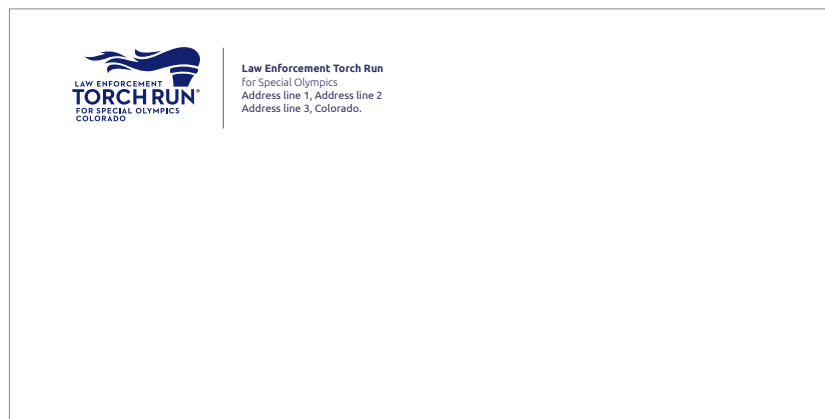 LAW ENFORCEMENT
TORCH RUN®
FOR SPECIAL OLYMPICS
COLORADO
Law Enforcement Torch Run
for Special Olympics
Address line 1, Address line 2
Address line 3, Colorado.